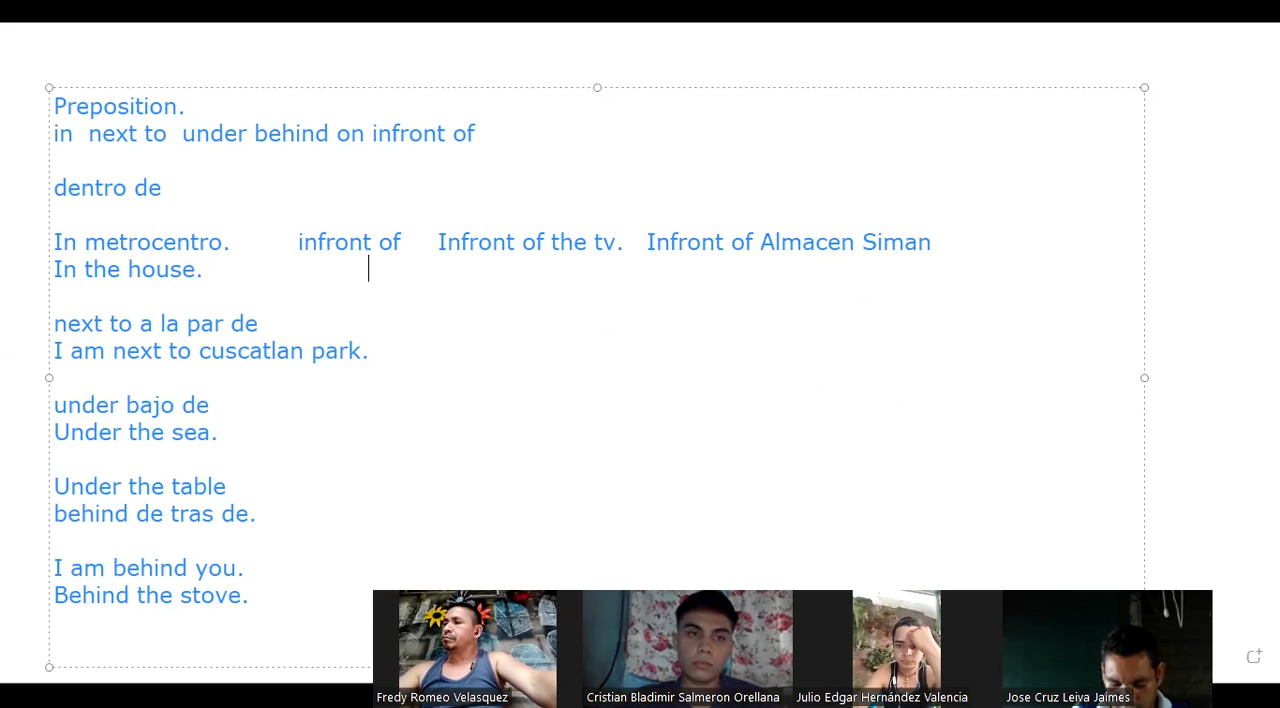 Preposition.
in  next to  under behind on infront of
dentro de
In metrocentro.          infront of     Infront of the tv.   Infront of Almacen Siman
In the house.
next to a la par de
I am next to cuscatlan park.
under bajo de
Under the sea.
Under the table
behind de tras de.
I am behind you.
Behind the stove.
Fredy Romeo Velasquez
Cristian Bladimir Salmeron Orellana
Julio Edgar Hernández Valencia
Jose Cruz Leiva Jaimes